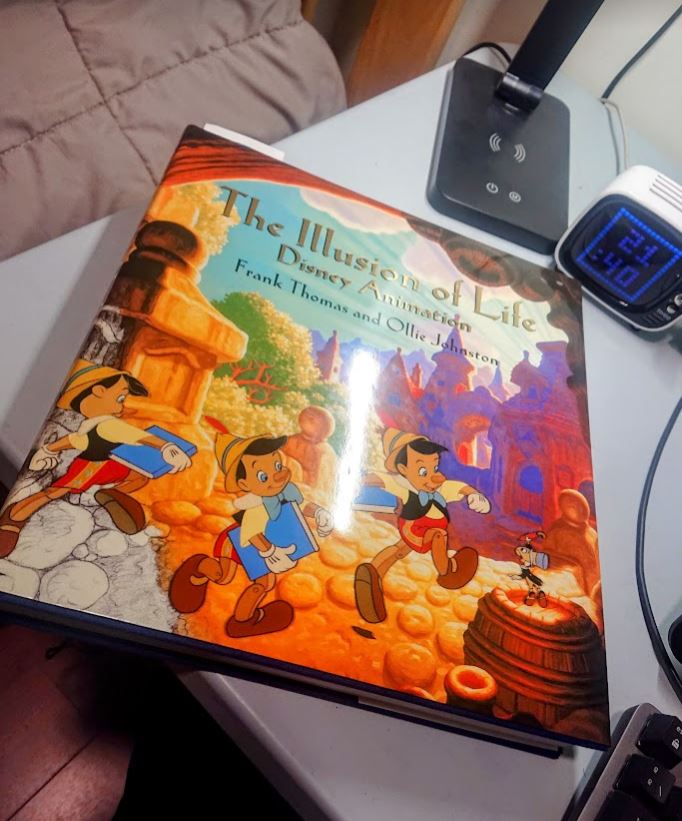 The Illusion of Life
Disney Animation
Frank Thomas and Ollie Johnston
21
:40